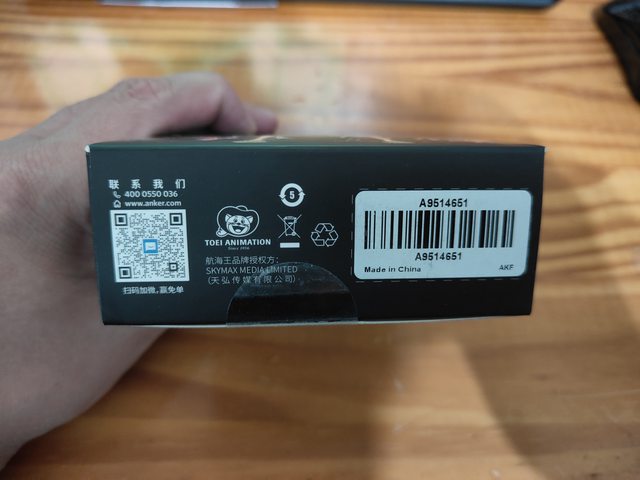 联系我们
400 0550 036
www.anker.com
扫码加微,赢免单
TOEI ANIMATION
Since 1956
5
航海王品牌授权方：
SKYMAX MEDIA LIMITED
(天弘传媒有限公司)
A9514651
A9514651
Made in China
AKF